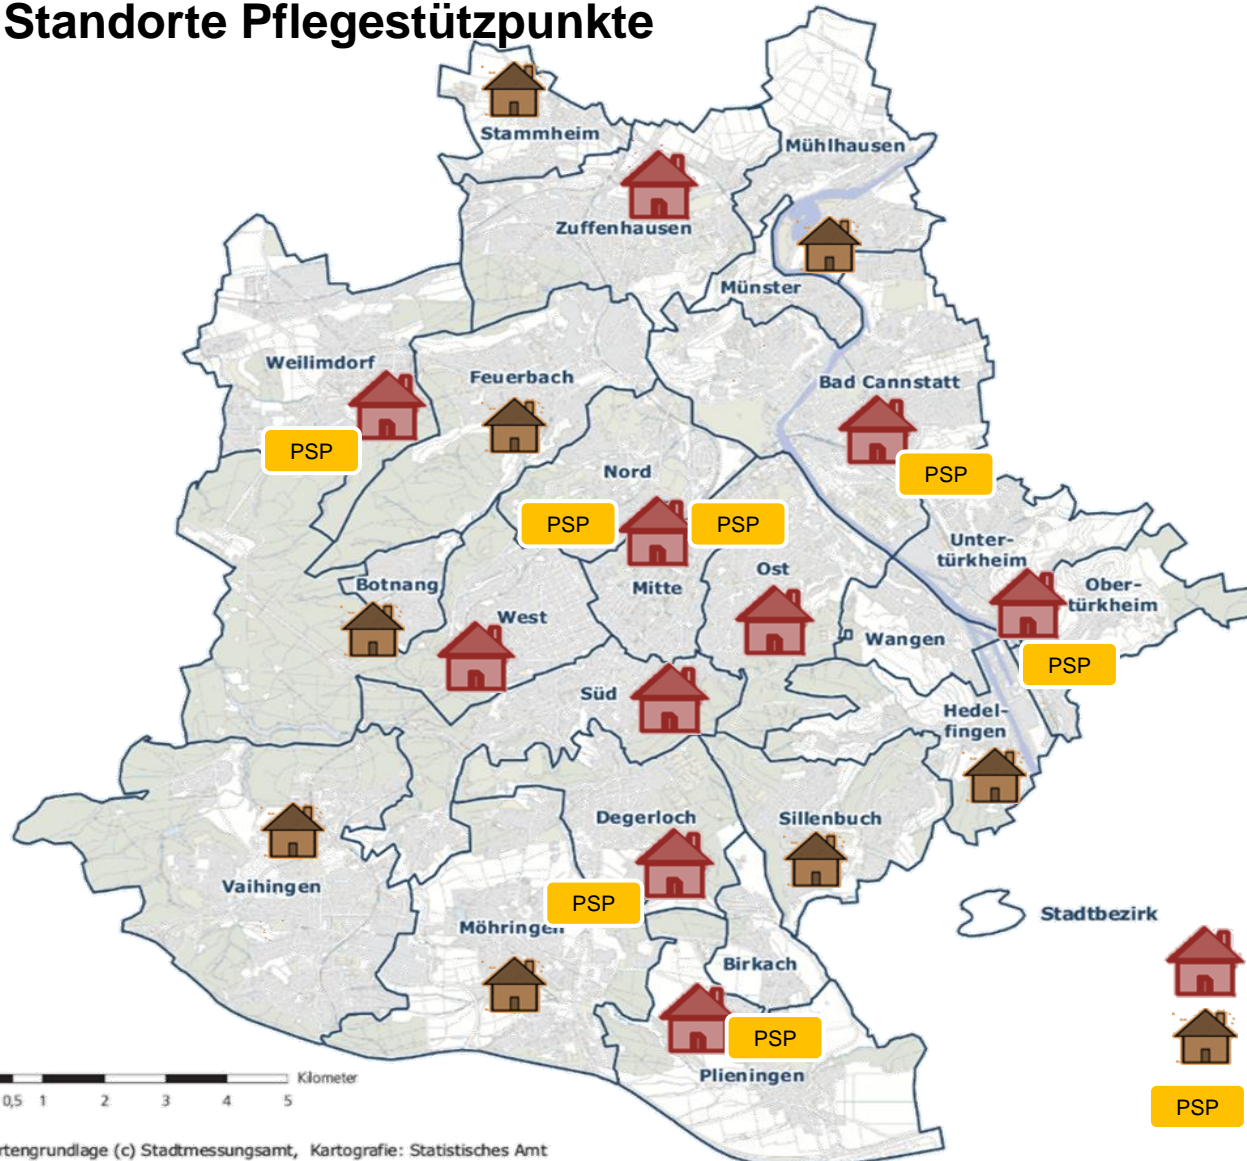 Standorte Pflegestützpunkte
Stammheim
Mühlhausen
Zuffenhausen
Münster
Weilimdorf
Feuerbach
Bad Cannstatt
PSP
Nord
PSP
PSP
PSP
Unter-
türkheim
Ober-
türkheim
Botnang
Mitte
Ost
West
Wangen
PSP
Süd
Hedel-
fingen
Degerloch
Sillenbuch
Vaihingen
PSP
Möhringen
Stadtbezirk
Birkach
PSP
Plieningen
Kilometer
0,5 1 2 3 4 5
PSP
rtengrundlage (c) Stadtmessungsamt, Kartografie: Statistisches Amt